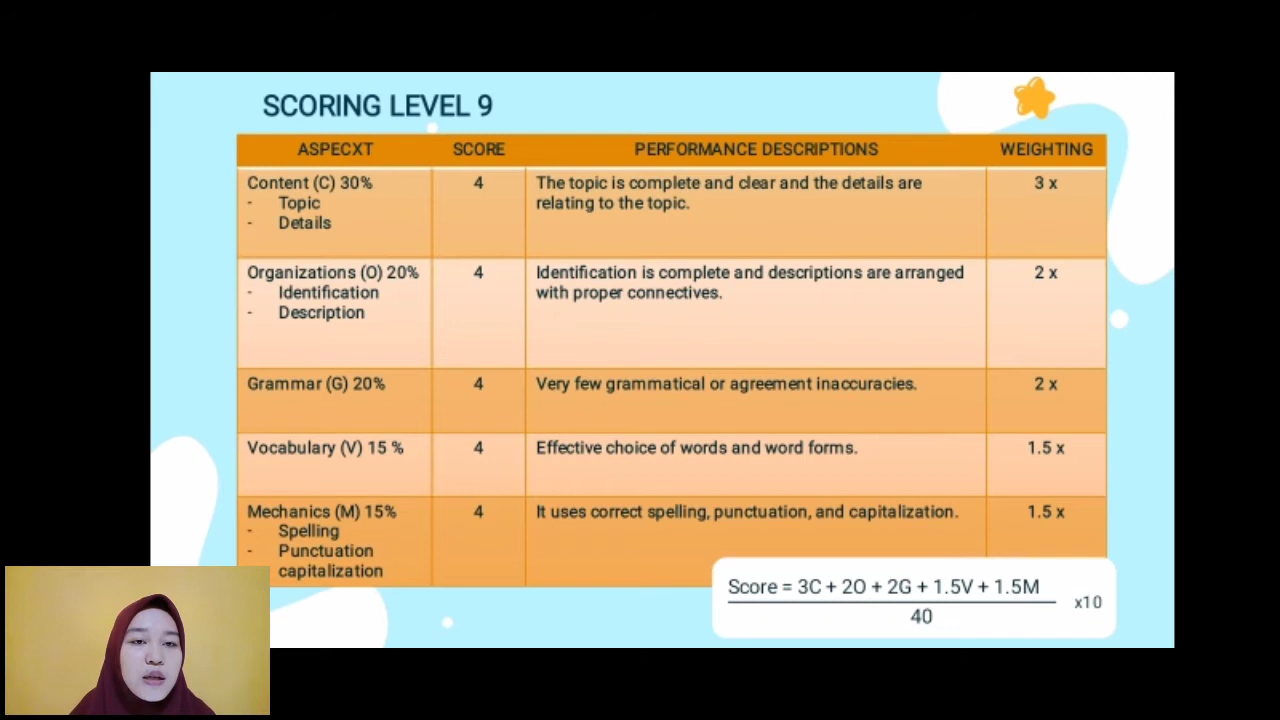 SCORING LEVEL 9
ASPECXT SCORE PERFORMANCE DESCRIPTIONS WEIGHTING
Content (C) 30% 4 The topic is complete and clear and the details are 3 x
- Topic relating to the topic.
- Details
Organizations (O) 20% 4 Identification is complete and descriptions are arranged 2 x
- Identification with proper connectives.
- Description
Grammar (G) 20% 4 Very few grammatical or agreement inaccuracies. 2 x
Vocabulary (V) 15 % 4 Effective choice of words and word forms. 1.5 x
Mechanics (M) 15% 4 It uses correct spelling, punctuation, and capitalization. 1.5 x
- Spelling
- Punctuation
capitalization
Score = 3C + 2O + 2G + 1.5V + 1.5M
x10
40